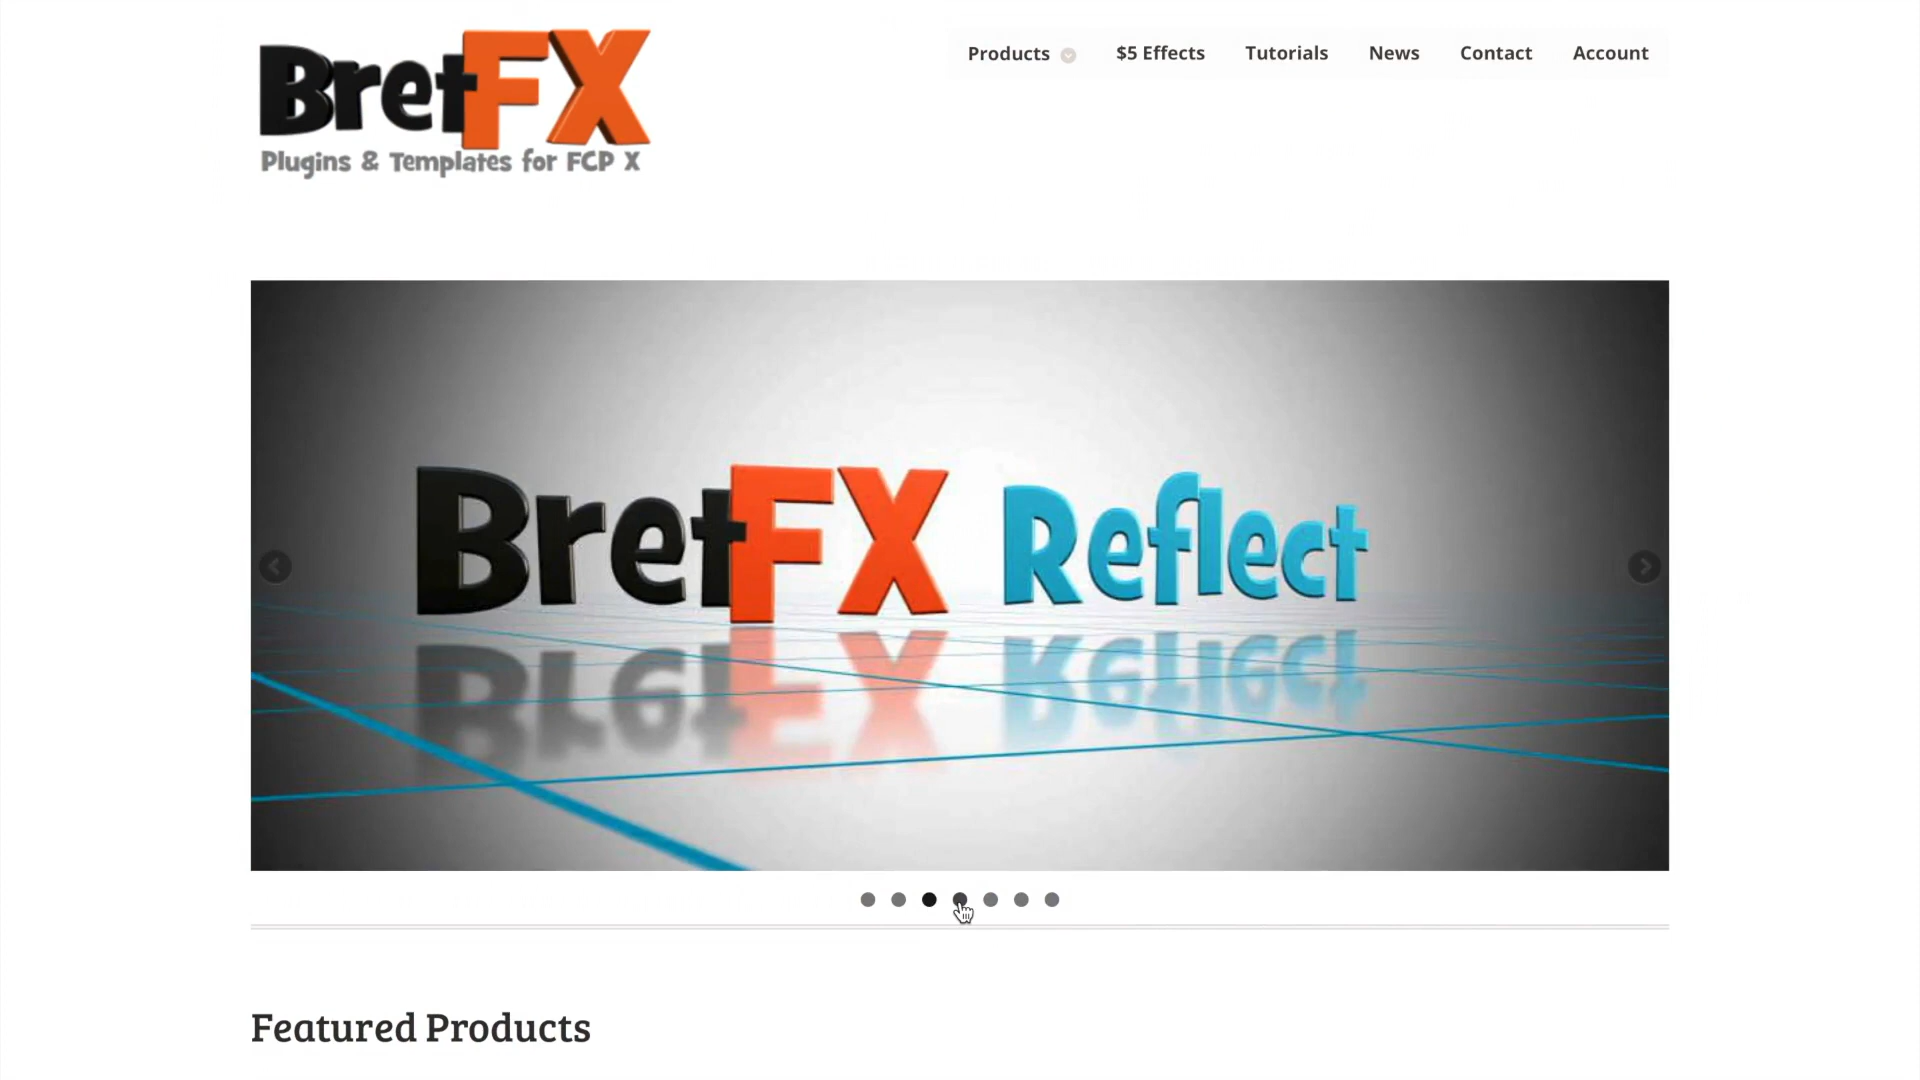 BretFX
Plugins & Templates for FCP X
Products $5 Effects Tutorials News Contact Account
BretFX Reflect
Featured Products